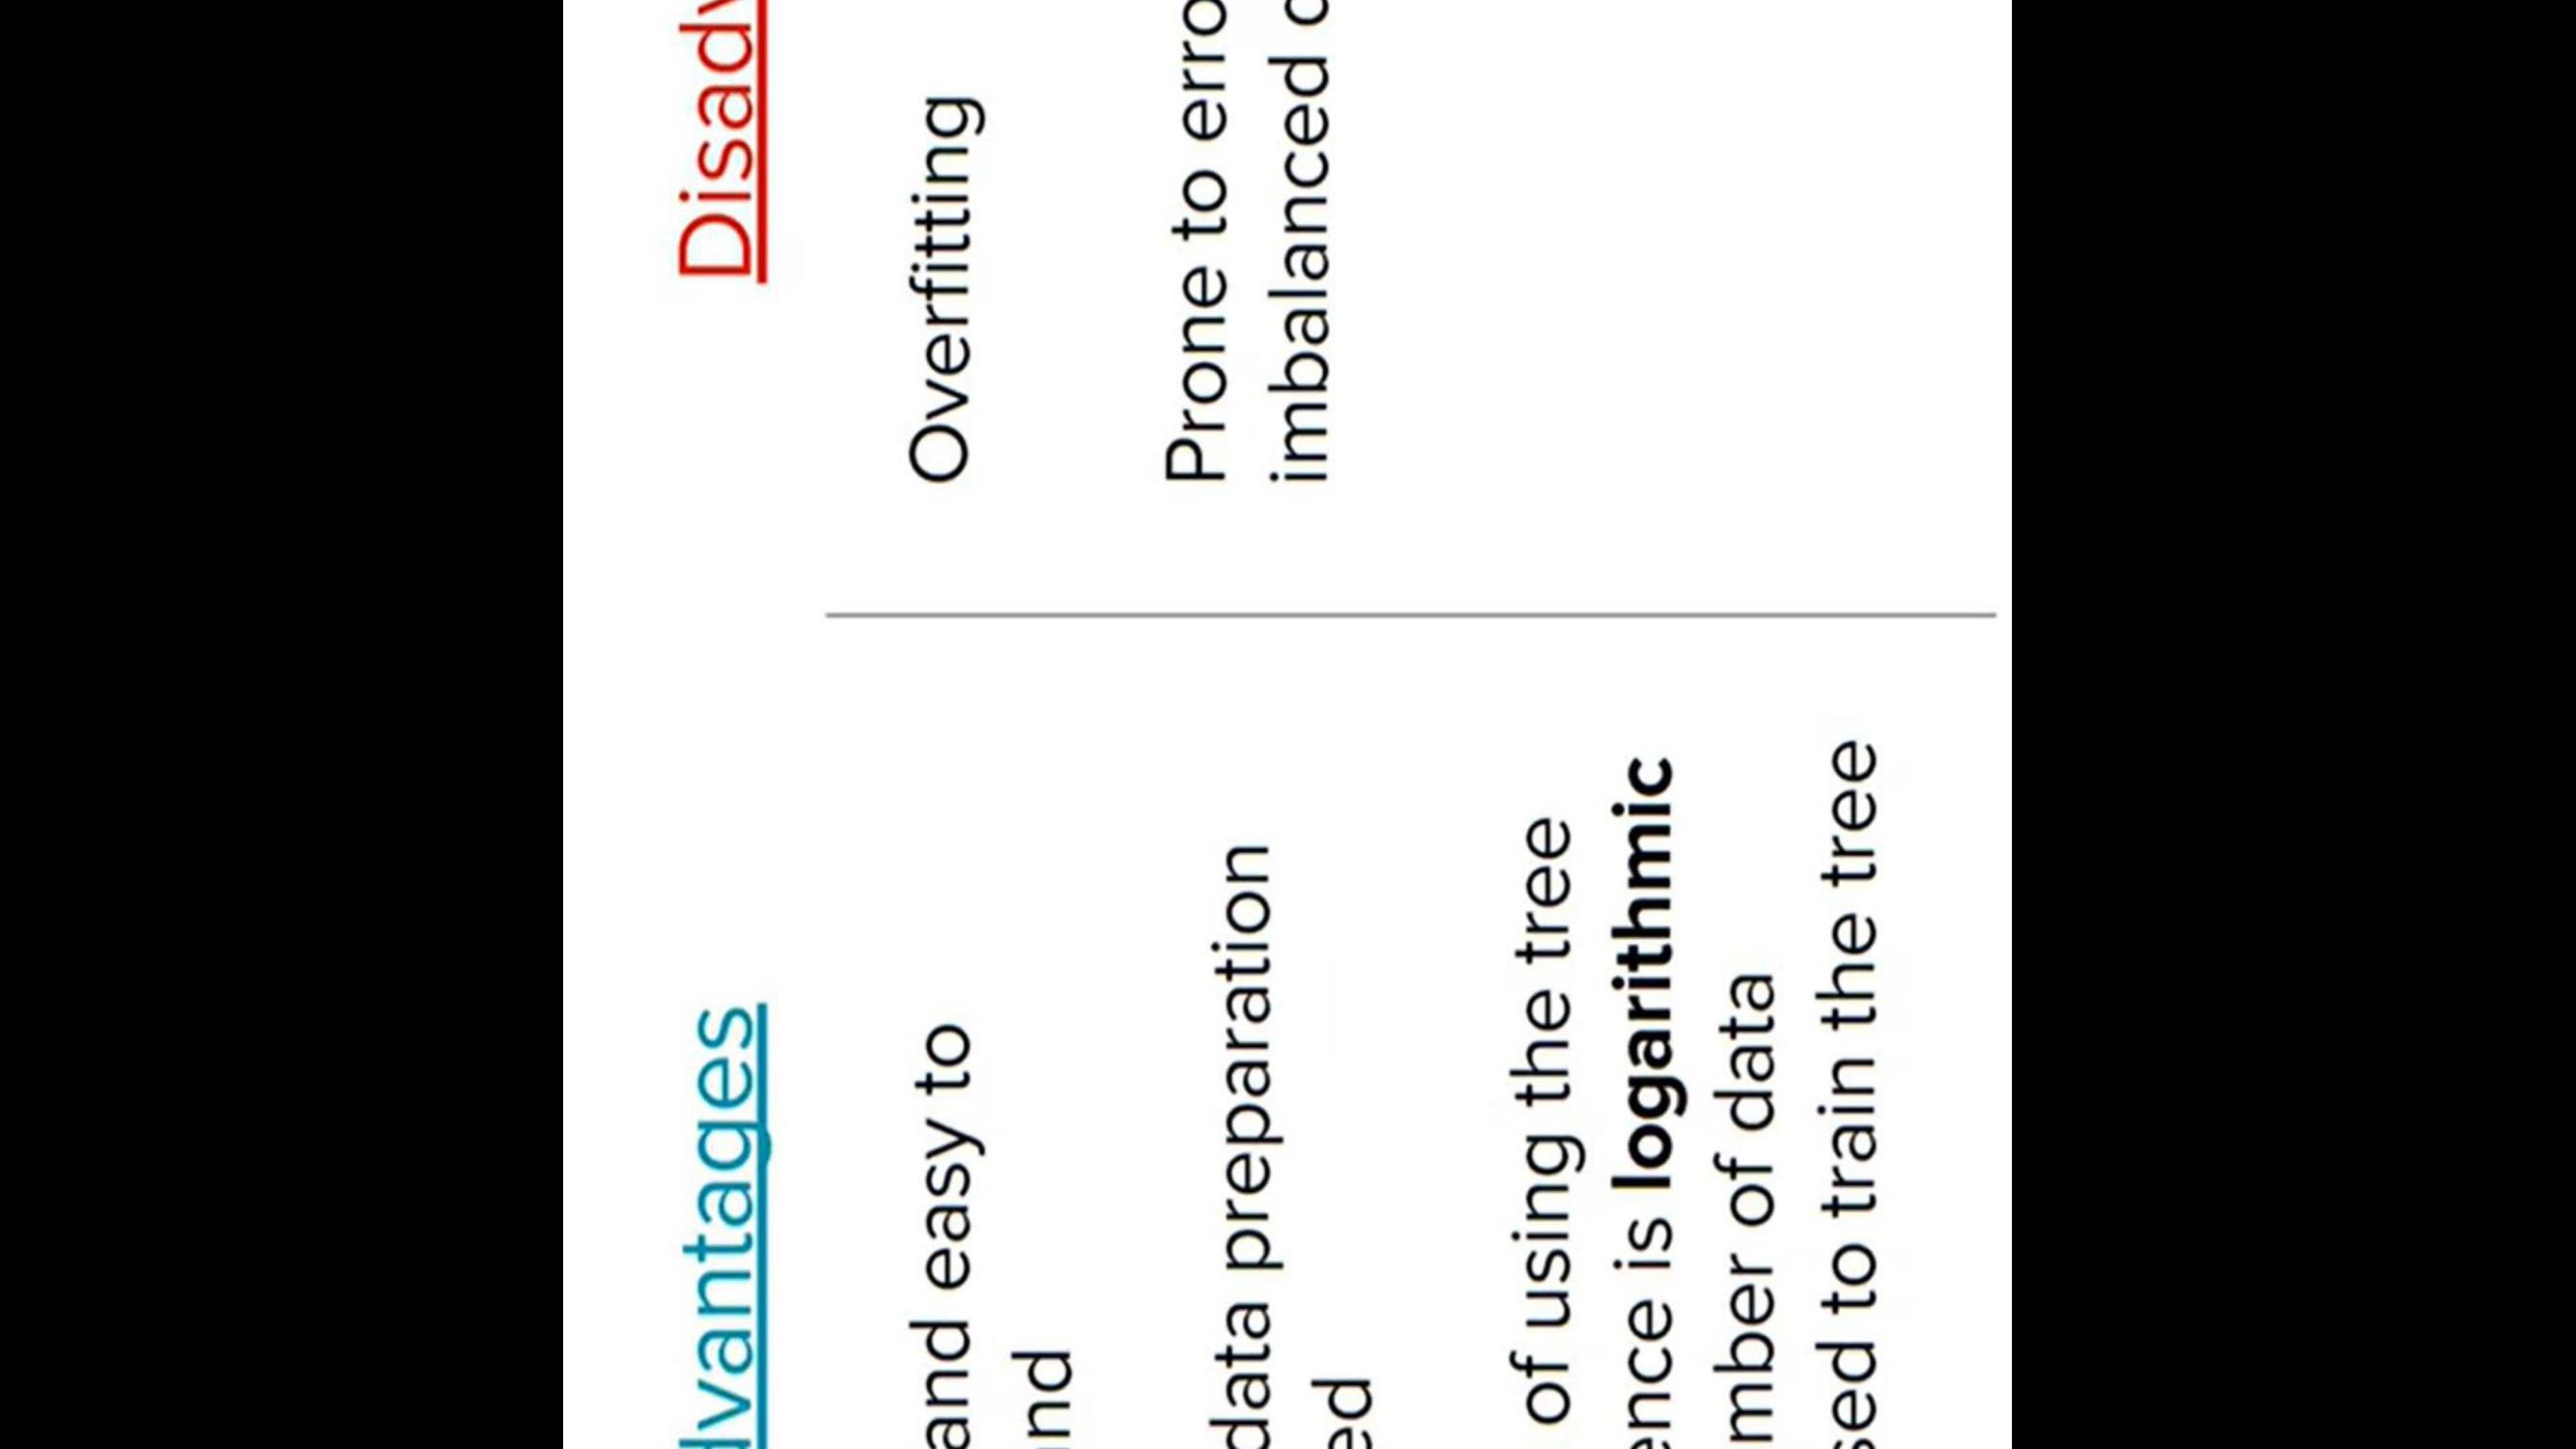 dvantages
and easy to
nd
data preparation
ed
of using the tree
ence is logarithmic
mber of data
sed to train the tree
Disadv
Overfitting
Prone to erro
imbalanced